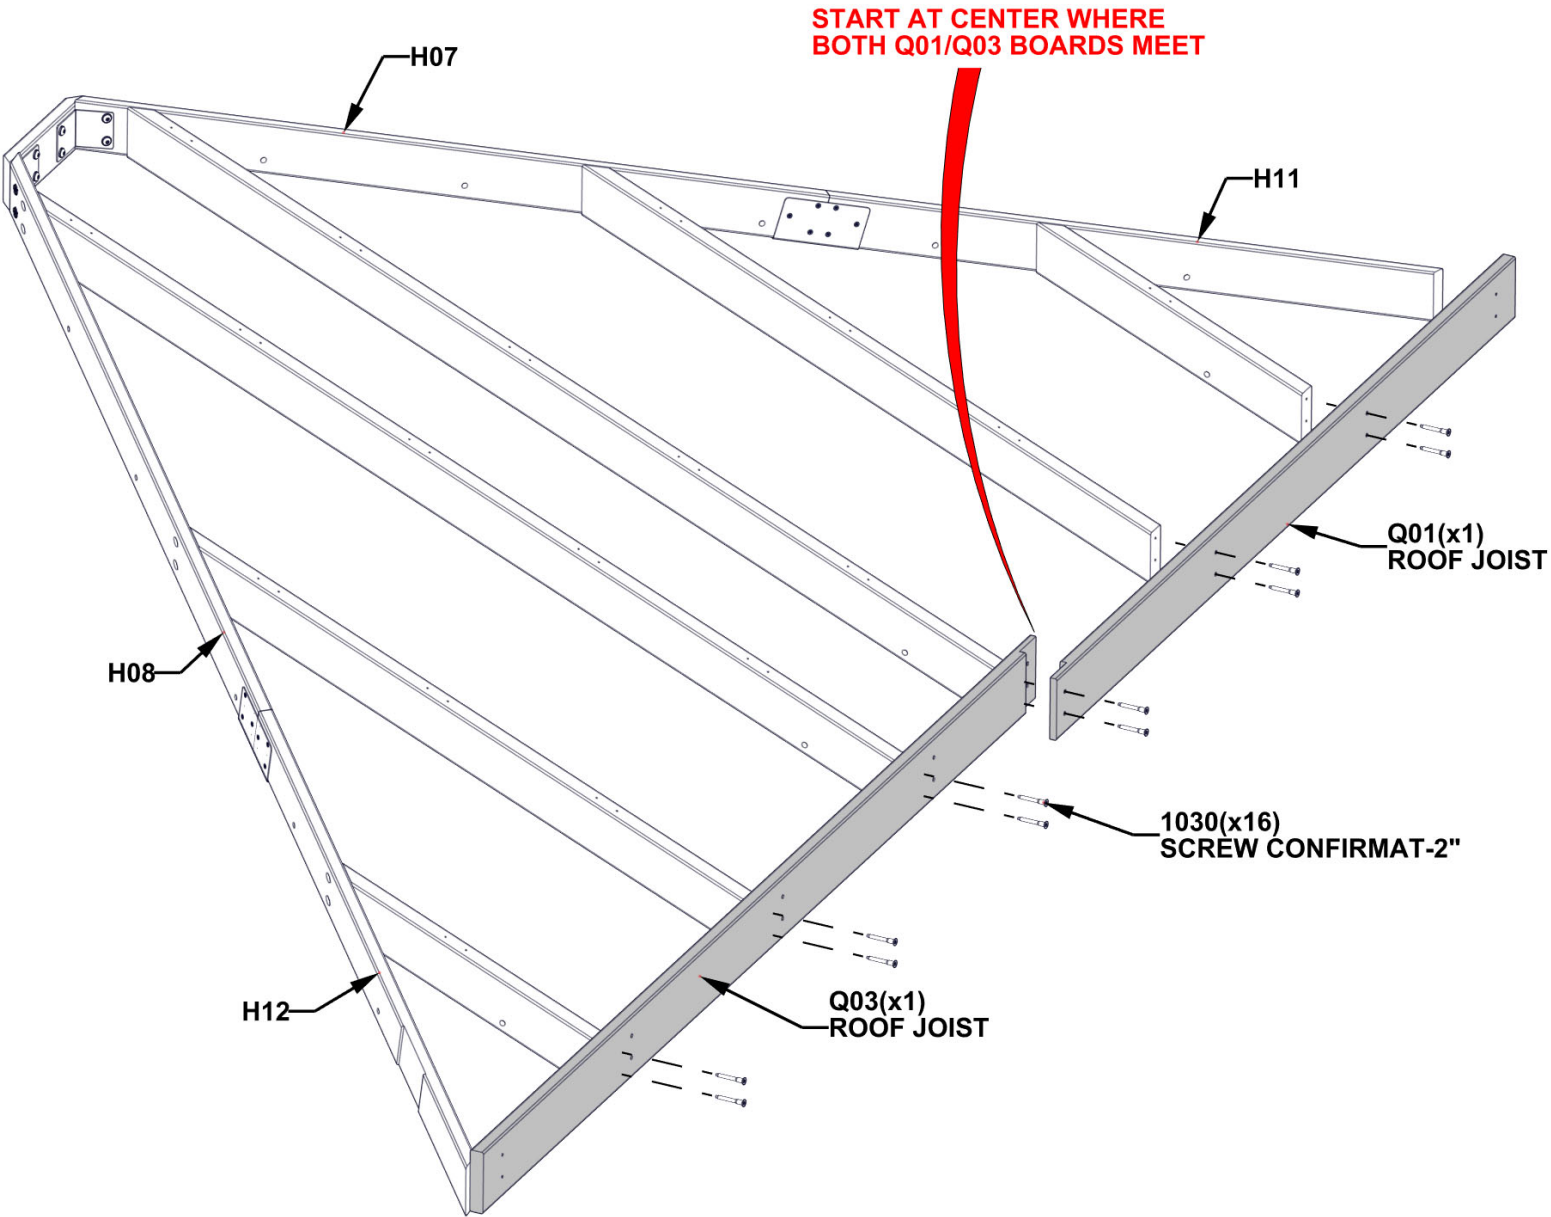 START AT CENTER WHERE
BOTH Q01/Q03 BOARDS MEET
H07
H11
Q01(x1)
ROOF JOIST
H08
1030(x16)
SCREW CONFIRMAT-2"
H12
Q03(x1)
ROOF JOIST